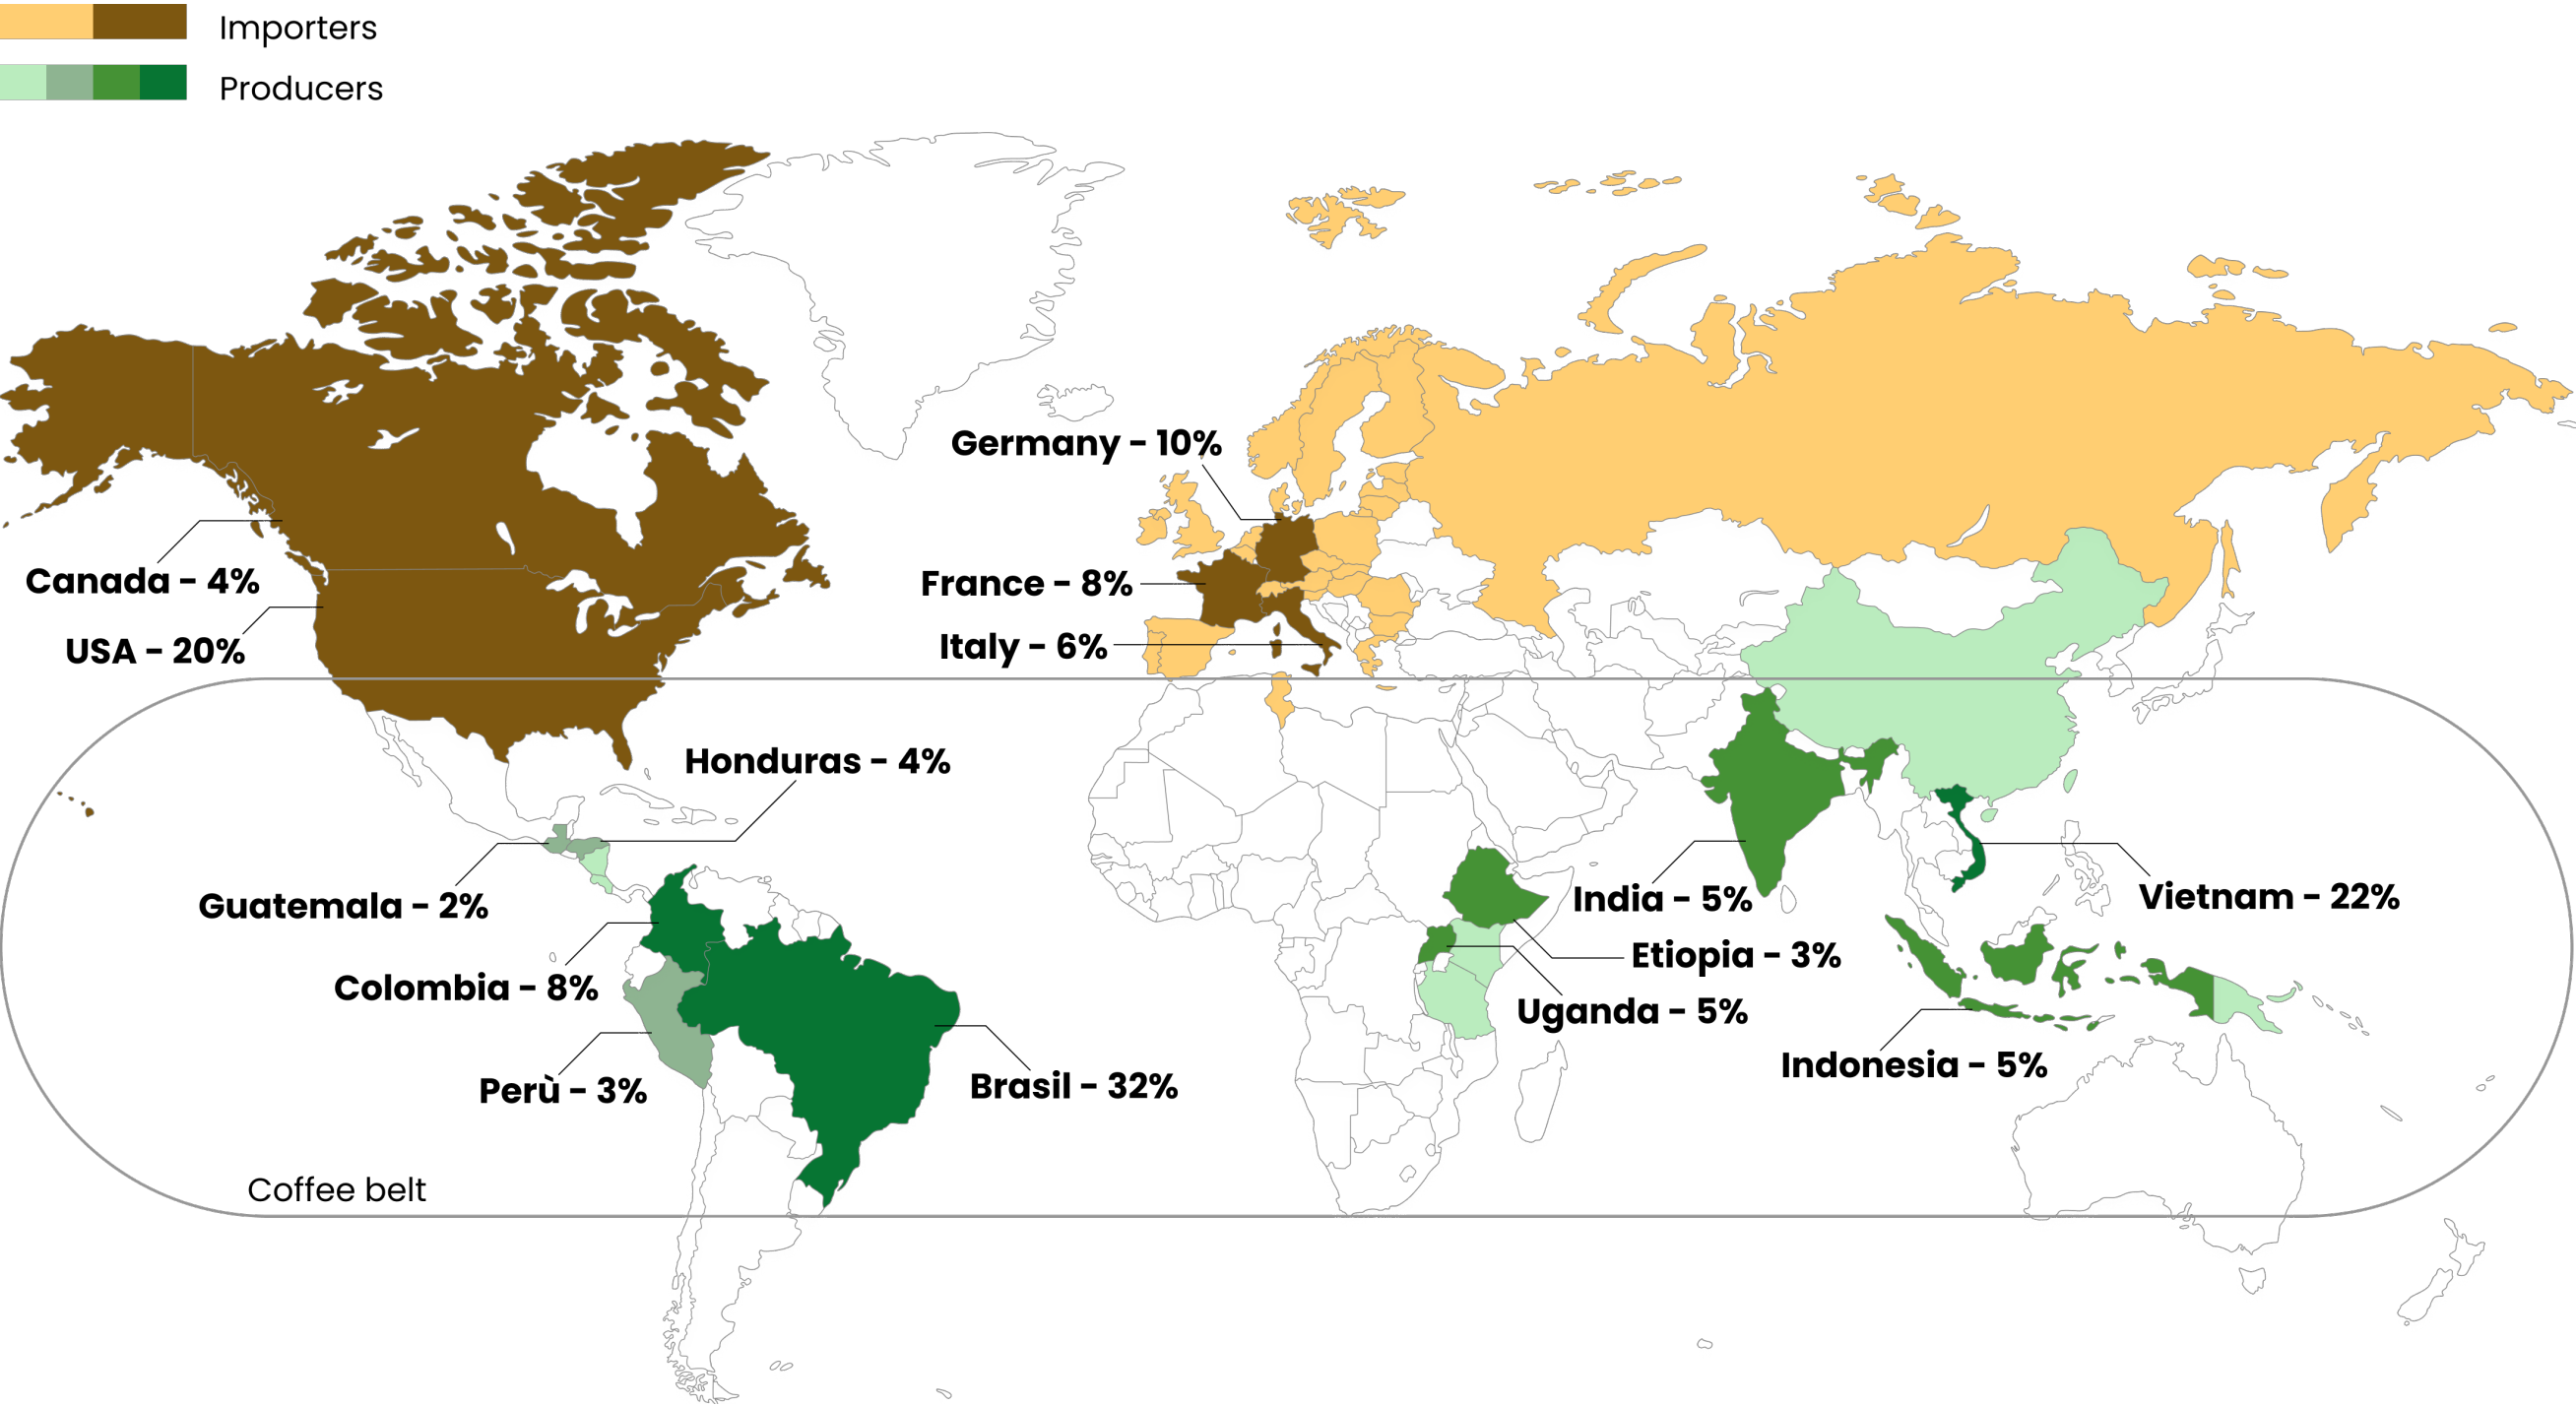 Importers
Producers
Germany - 10%
Canada - 4%
France - 8%
USA - 20%
Italy - 6%
Honduras - 4%
Guatemala - 2%
India - 5%
Vietnam - 22%
Colombia - 8%
Etiopia - 3%
Uganda - 5%
Indonesia - 5%
Perù - 3%
Brasil - 32%
Coffee belt